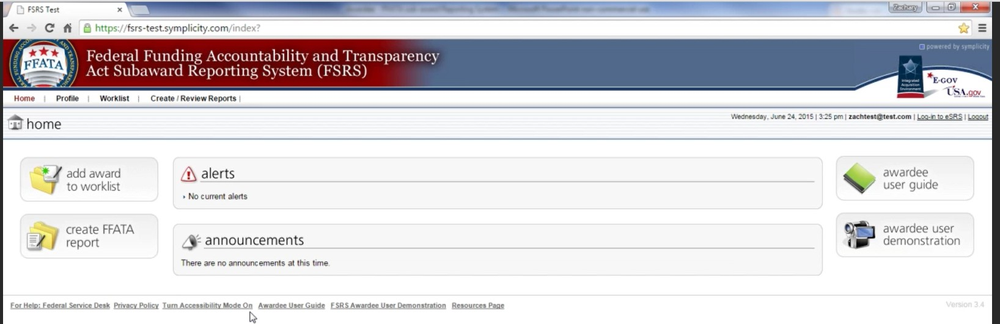 FSRS Test
Zachary
https://fsrs-test.symplicity.com/index?
powered by symplicity
FFATA
Federal Funding Accountability and Transparency
Act Subaward Reporting System (FSRS)
Integrated
Acquisition
Environment
E-GOV
USA.gov
Home Profile Worklist Create / Review Reports
home
Wednesday, June 24, 2015 | 3:25 pm | zachtest@test.com | Log-in to eSRS | Logout
add award
to worklist
create FFATA
report
alerts
No current alerts
announcements
There are no announcements at this time.
awardee
user guide
awardee user
demonstration
For Help: Federal Service Desk Privacy Policy Turn Accessibility Mode On Awardee User Guide FSRS Awardee User Demonstration Resources Page
Version 3.4